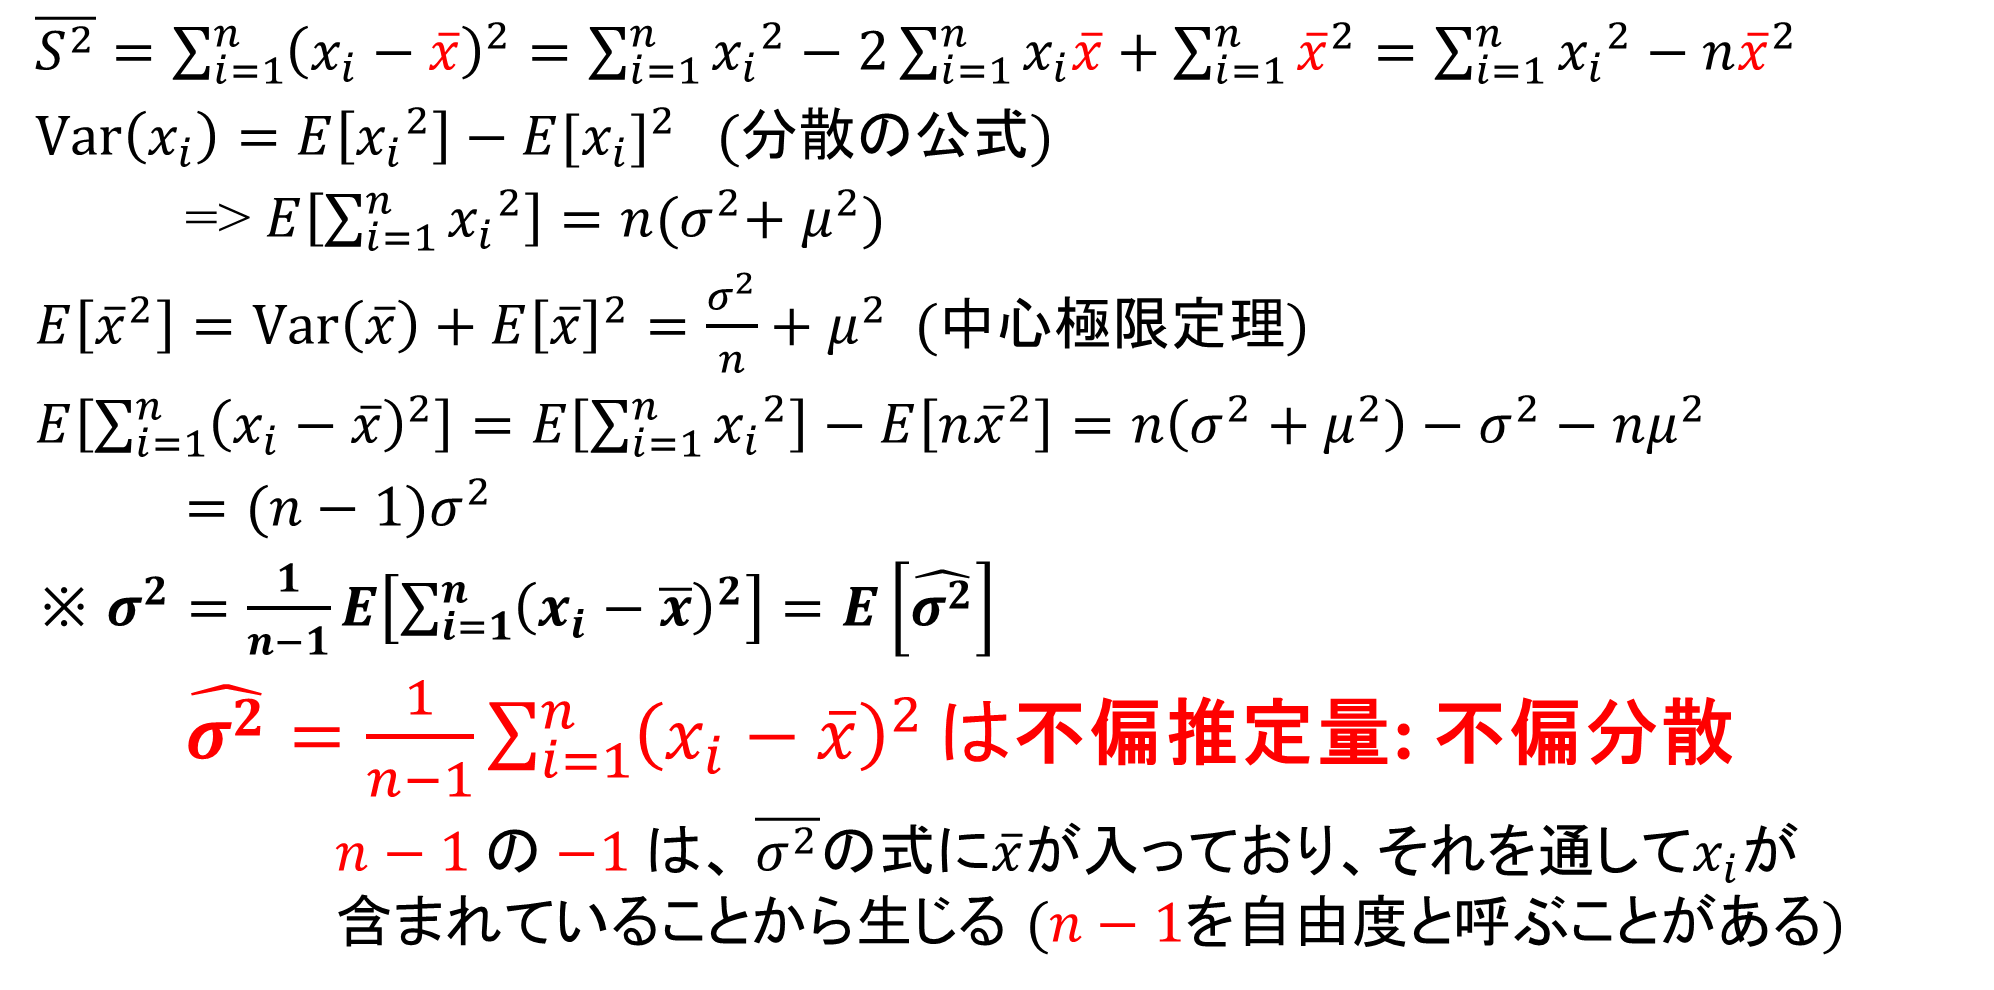 $\overline{S^2} = \sum_{i=1}^{n}(x_i - \bar{x})^2 = \sum_{i=1}^{n} {x_i}^2 - 2\sum_{i=1}^{n} x_i\bar{x} + \sum_{i=1}^{n} \bar{x}^2 = \sum_{i=1}^{n} {x_i}^2 - n\bar{x}^2$
$\mathrm{Var}(x_i) = E[{x_i}^2] - E[x_i]^2$ (分散の公式)
=> $E[\sum_{i=1}^{n} {x_i}^2] = n(\sigma^2 + \mu^2)$
$E[\bar{x}^2] = \mathrm{Var}(\bar{x}) + E[\bar{x}]^2 = \frac{\sigma^2}{n} + \mu^2$ (中心極限定理)
$E[\sum_{i=1}^{n}(x_i - \bar{x})^2] = E[\sum_{i=1}^{n} {x_i}^2] - E[n\bar{x}^2] = n(\sigma^2 + \mu^2) - \sigma^2 - n\mu^2$
$= (n - 1)\sigma^2$
※ $\sigma^2 = \frac{1}{n-1} E[\sum_{i=1}^{n}(x_i - \bar{x})^2] = E[\widehat{\sigma^2}]$
$\widehat{\sigma^2} = \frac{1}{n-1} \sum_{i=1}^{n}(x_i - \bar{x})^2$ は不偏推定量: 不偏分散
$n - 1$ の $-1$ は、$\overline{\sigma^2}$の式に$\bar{x}$が入っており、それを通して$x_i$が
含まれていることから生じる ($n - 1$を自由度と呼ぶことがある)